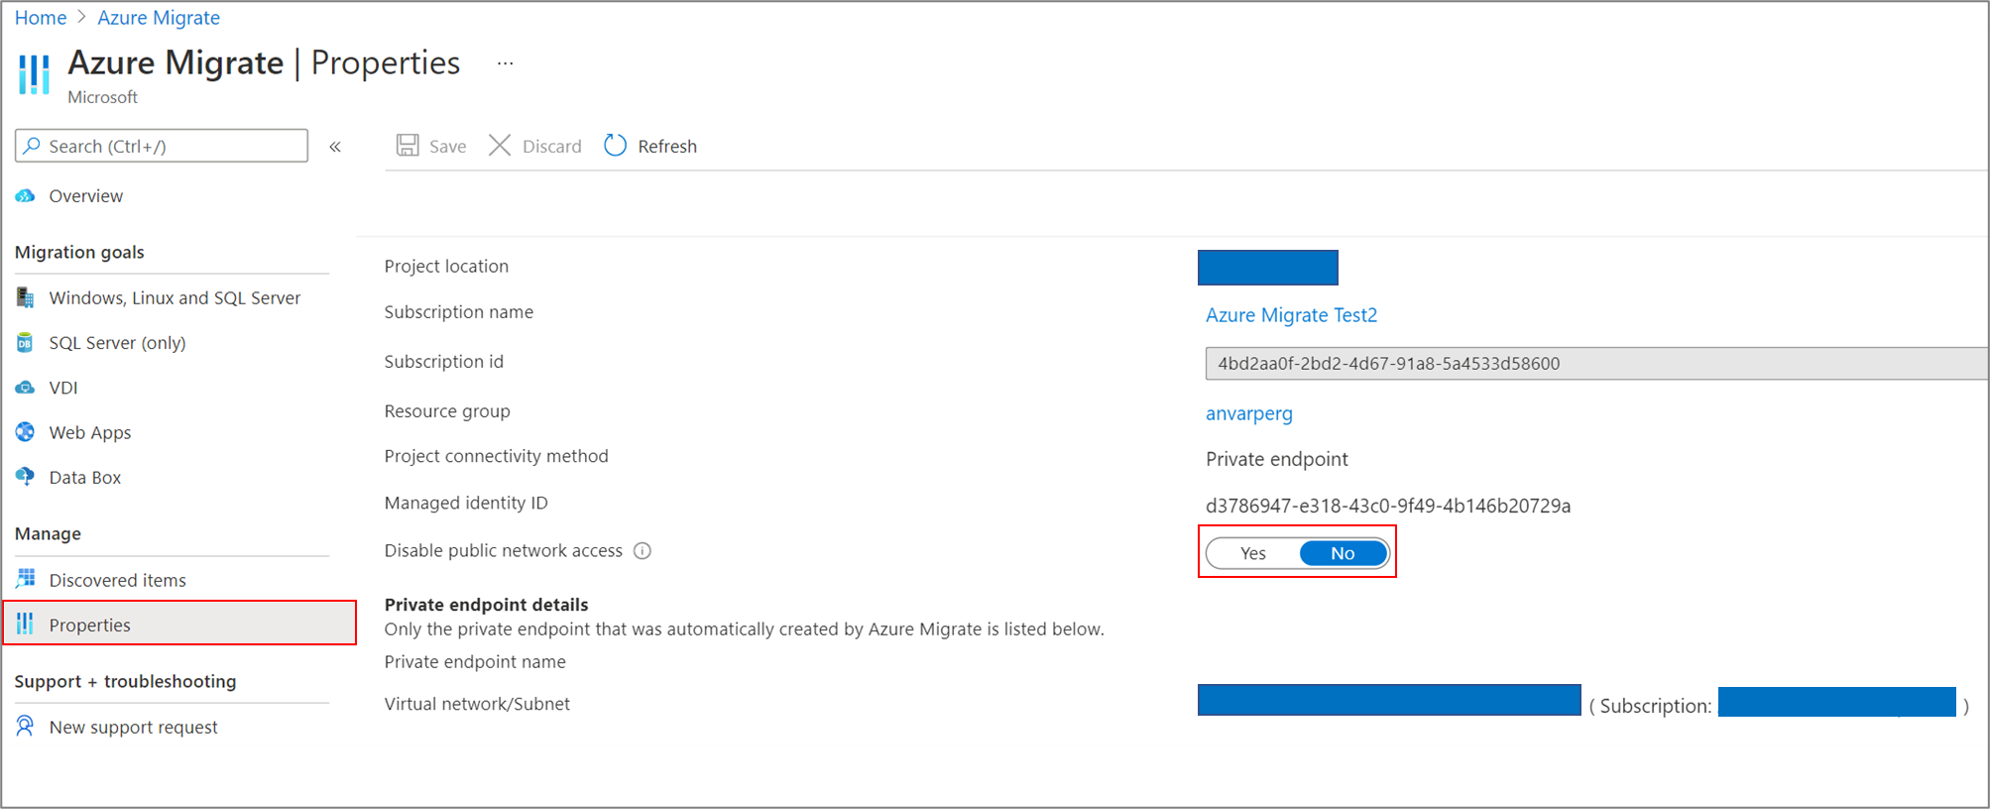 Home > Azure Migrate
Azure Migrate | Properties ...
Microsoft
Search (Ctrl+/) «
Save Discard Refresh
Overview
Migration goals
Windows, Linux and SQL Server
SQL Server (only)
VDI
Web Apps
Data Box
Manage
Discovered items
Properties
Support + troubleshooting
New support request
Project location
Subscription name Azure Migrate Test2
Subscription id 4bd2aa0f-2bd2-4d67-91a8-5a4533d58600
Resource group anvarperg
Project connectivity method Private endpoint
Managed identity ID d3786947-e318-43c0-9f49-4b146b20729a
Disable public network access Yes No
Private endpoint details
Only the private endpoint that was automatically created by Azure Migrate is listed below.
Private endpoint name
Virtual network/Subnet ( Subscription: )